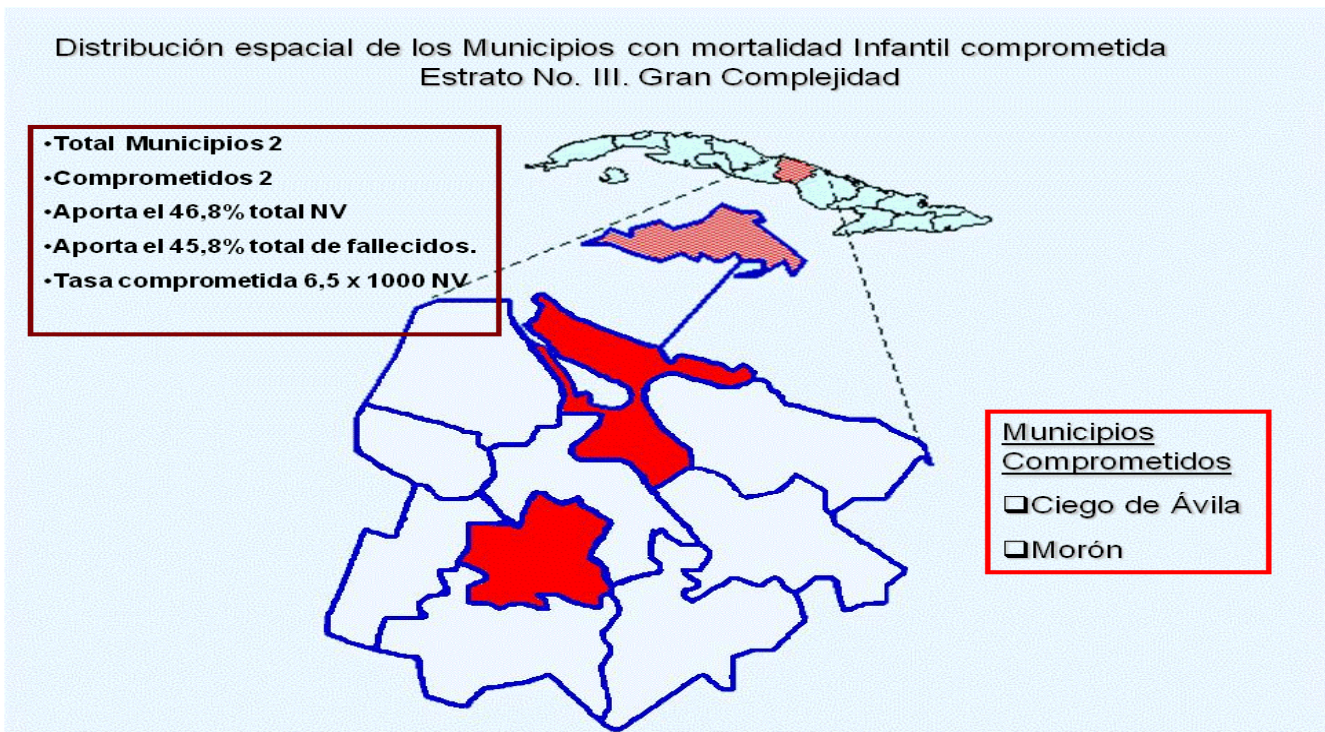 Distribución espacial de los Municipios con mortalidad Infantil comprometida
Estrato No. III. Gran Complejidad
•Total Municipios 2
•Comprometidos 2
•Aporta el 46,8% total NV
•Aporta el 45,8% total de fallecidos.
•Tasa comprometida 6,5 x 1000 NV
Municipios
Comprometidos
❑Ciego de Ávila
❑Morón